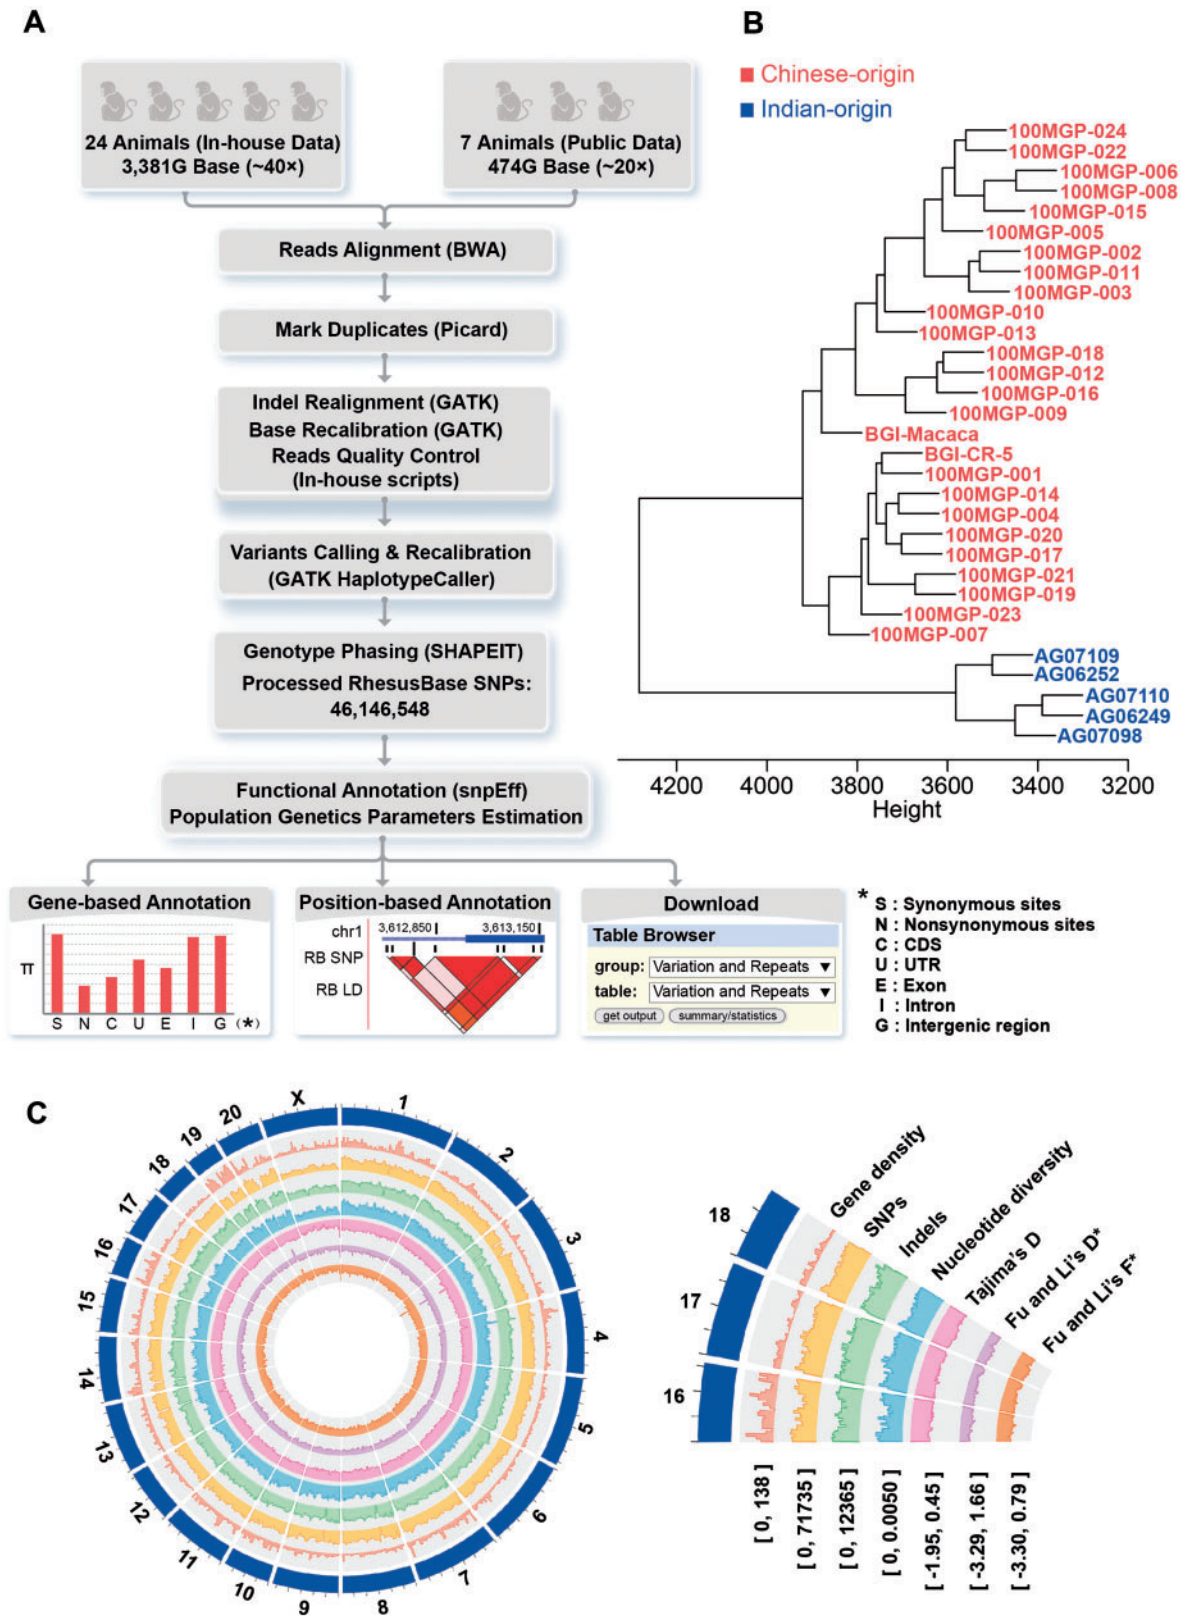 A
24 Animals (In-house Data)
3,381G Base (~40×)
7 Animals (Public Data)
474G Base (~20×)
Reads Alignment (BWA)
Mark Duplicates (Picard)
Indel Realignment (GATK)
Base Recalibration (GATK)
Reads Quality Control
(In-house scripts)
Variants Calling & Recalibration
(GATK HaplotypeCaller)
Genotype Phasing (SHAPEIT)
Processed RhesusBase SNPs:
46,146,548
Functional Annotation (snpEff)
Population Genetics Parameters Estimation
Gene-based Annotation
π
S N C U E I G (*)
Position-based Annotation
chr1
3,612,850
3,613,150
RB SNP
RB LD
Download
Table Browser
group: Variation and Repeats ▼
table: Variation and Repeats ▼
get output
summary/statistics
* S : Synonymous sites
N : Nonsynonymous sites
C : CDS
U : UTR
E : Exon
I : Intron
G : Intergenic region
B
Chinese-origin
Indian-origin
100MGP-024
100MGP-022
100MGP-006
100MGP-008
100MGP-015
100MGP-005
100MGP-002
100MGP-011
100MGP-003
100MGP-010
100MGP-013
100MGP-018
100MGP-012
100MGP-016
100MGP-009
BGI-Macaca
BGI-CR-5
100MGP-001
100MGP-014
100MGP-004
100MGP-020
100MGP-017
100MGP-021
100MGP-019
100MGP-023
100MGP-007
AG07109
AG06252
AG07110
AG06249
AG07098
4200 4000 3800 3600 3400 3200
Height
C
1
2
3
4
5
6
7
8
9
10
11
12
13
14
15
16
17
18
19
20
X
18
17
16
Gene density
SNPs
Indels
Nucleotide diversity
Tajima's D
Fu and Li's D*
Fu and Li's F*
[ 0, 138 ]
[ 0, 71735 ]
[ 0, 12365 ]
[ 0, 0.0050 ]
[ -1.95, 0.45 ]
[ -3.29, 1.66 ]
[ -3.30, 0.79 ]